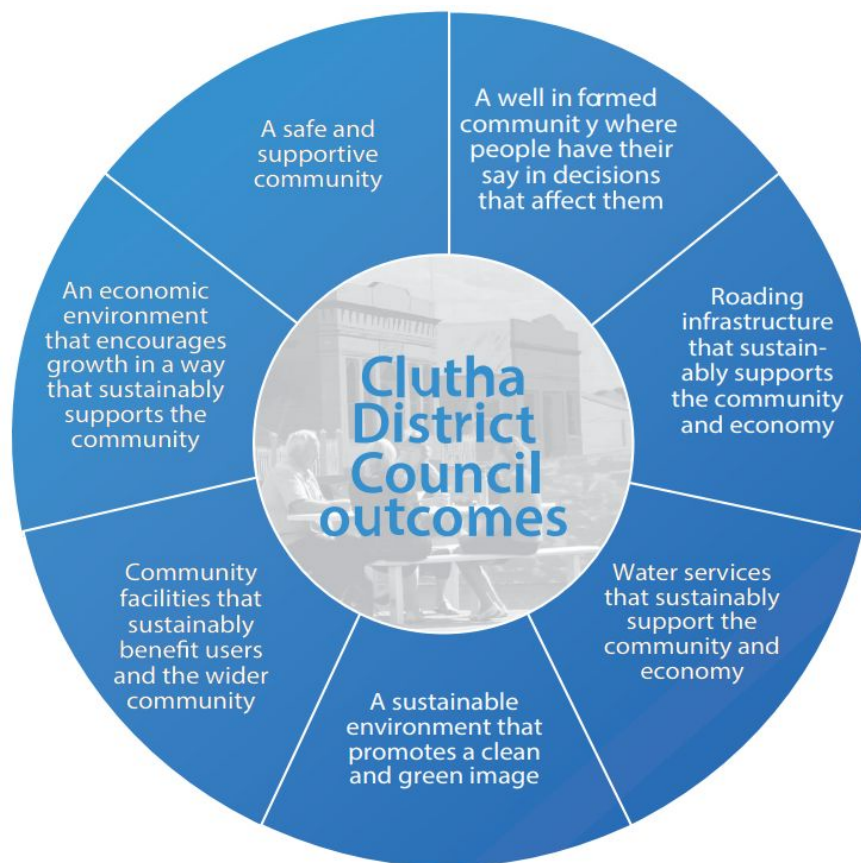 A safe and
supportive
community
A well in formed
communit y where
people have their
say in decisions
that affect them
An economic
environment
that encourages
growth in a way
that sustainably
supports the
community
Roading
infrastructure
that sustain-
ably supports
the community
and economy
Clutha
District
Council
outcomes
Community
facilities that
sustainably
benefit users
and the wider
community
Water services
that sustainably
support the
community and
economy
A sustainable
environment that
promotes a clean
and green image